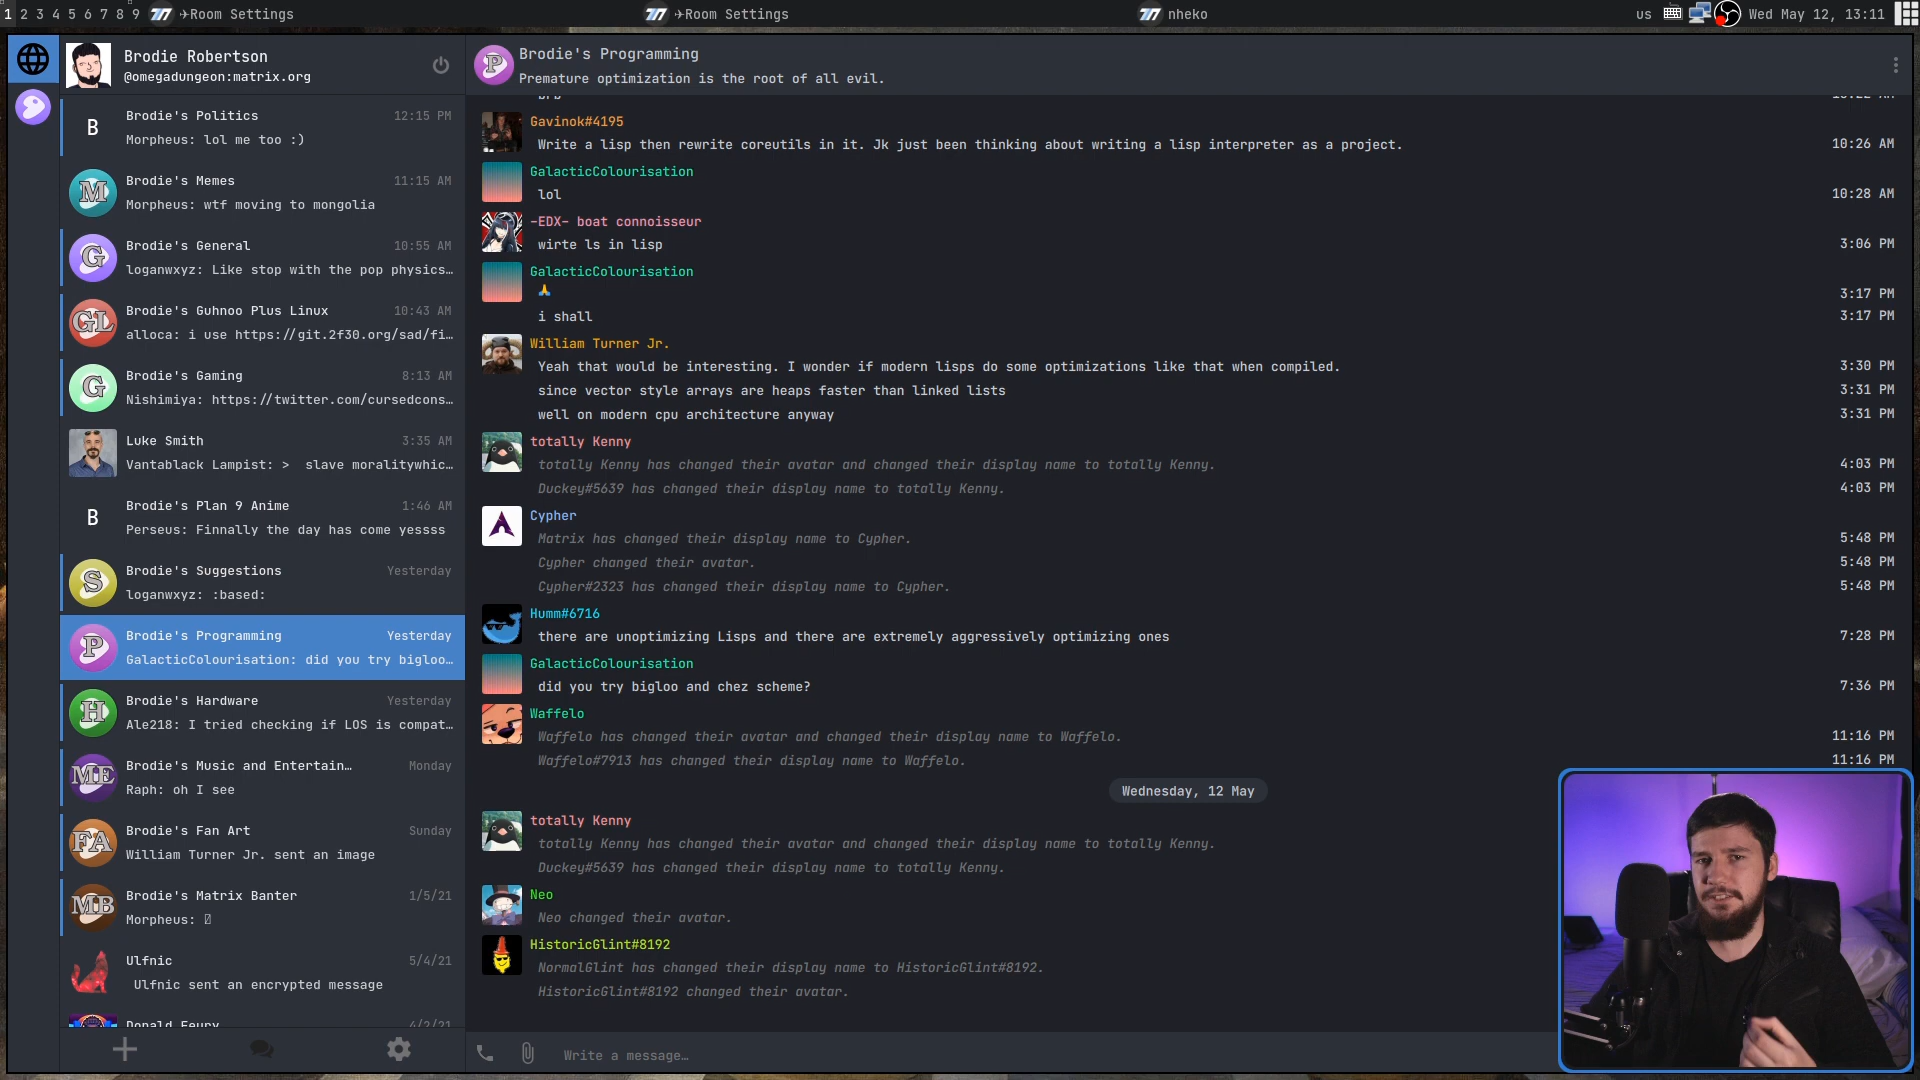 1 2 3 4 5 6 7 8 9 ✈Room Settings ✈Room Settings nheko us Wed May 12, 13:11
Brodie Robertson
@omegadungeon:matrix.org
Brodie's Politics 12:15 PM
Morpheus: lol me too :)
M
Brodie's Memes 11:15 AM
Morpheus: wtf moving to mongolia
G
Brodie's General 10:55 AM
loganwxyz: Like stop with the pop physics…
GL
Brodie's Guhnoo Plus Linux 10:43 AM
alloca: i use https://git.2f30.org/sad/fi…
G
Brodie's Gaming 8:13 AM
Nishimiya: https://twitter.com/cursedcons…
Luke Smith 3:35 AM
Vantablack Lampist: > slave moralitywhic…
B
Brodie's Plan 9 Anime 1:46 AM
Perseus: Finnally the day has come yessss
S
Brodie's Suggestions Yesterday
loganwxyz: :based:
P
Brodie's Programming Yesterday
GalacticColourisation: did you try bigloo…
H
Brodie's Hardware Yesterday
Ale218: I tried checking if LOS is compat…
ME
Brodie's Music and Entertain… Monday
Raph: oh I see
FA
Brodie's Fan Art Sunday
William Turner Jr. sent an image
MB
Brodie's Matrix Banter 1/5/21
Morpheus:
Ulfnic 5/4/21
Ulfnic sent an encrypted message
Donald Feury 4/2/21
P
Brodie's Programming
Premature optimization is the root of all evil.
brb 10:22 AM
Gavinok#4195
Write a lisp then rewrite coreutils in it. Jk just been thinking about writing a lisp interpreter as a project. 10:26 AM
GalacticColourisation
lol 10:28 AM
-EDX- boat connoisseur
wirte ls in lisp 3:06 PM
GalacticColourisation
🙏 3:17 PM
i shall 3:17 PM
William Turner Jr.
Yeah that would be interesting. I wonder if modern lisps do some optimizations like that when compiled. 3:30 PM
since vector style arrays are heaps faster than linked lists 3:31 PM
well on modern cpu architecture anyway 3:31 PM
totally Kenny
totally Kenny has changed their avatar and changed their display name to totally Kenny. 4:03 PM
Duckey#5639 has changed their display name to totally Kenny. 4:03 PM
Cypher
Matrix has changed their display name to Cypher. 5:48 PM
Cypher changed their avatar. 5:48 PM
Cypher#2323 has changed their display name to Cypher. 5:48 PM
Humm#6716
there are unoptimizing Lisps and there are extremely aggressively optimizing ones 7:28 PM
GalacticColourisation
did you try bigloo and chez scheme? 7:36 PM
Waffelo
Waffelo has changed their avatar and changed their display name to Waffelo. 11:16 PM
Waffelo#7913 has changed their display name to Waffelo. 11:16 PM
Wednesday, 12 May
totally Kenny
totally Kenny has changed their avatar and changed their display name to totally Kenny.
Duckey#5639 has changed their display name to totally Kenny.
Neo
Neo changed their avatar.
HistoricGlint#8192
NormalGlint has changed their display name to HistoricGlint#8192.
HistoricGlint#8192 changed their avatar.
Write a message…